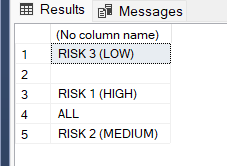 Results Messages
(No column name)
1 RISK 3 (LOW)
2
3 RISK 1 (HIGH)
4 ALL
5 RISK 2 (MEDIUM)